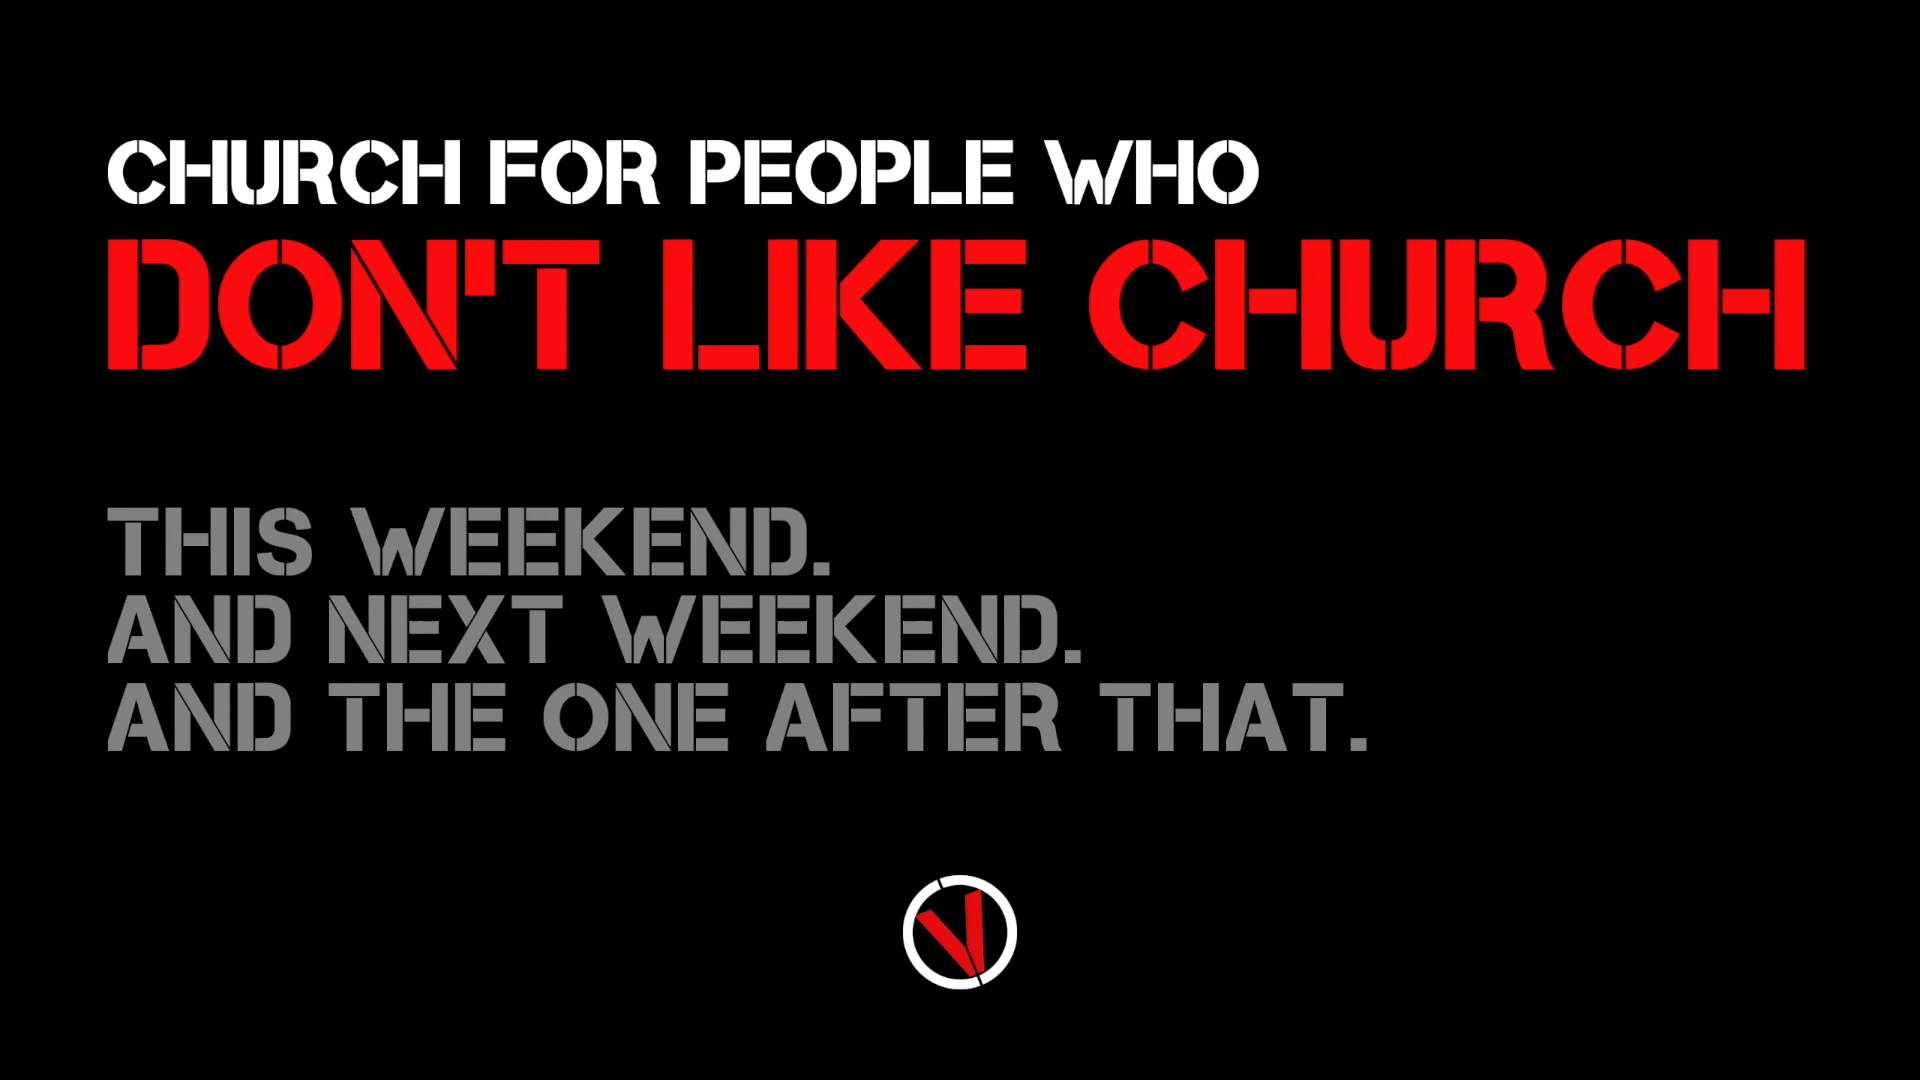 CHURCH FOR PEOPLE WHO
DON'T LIKE CHURCH
THIS WEEKEND.
AND NEXT WEEKEND.
AND THE ONE AFTER THAT.
V